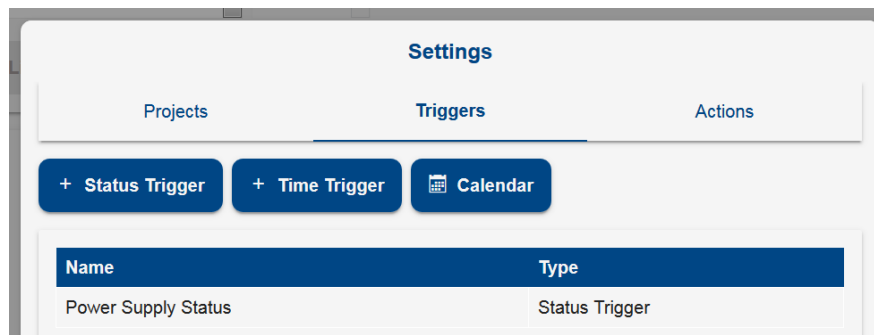 Settings
Projects Triggers Actions
+ Status Trigger + Time Trigger Calendar
Name Type
Power Supply Status Status Trigger